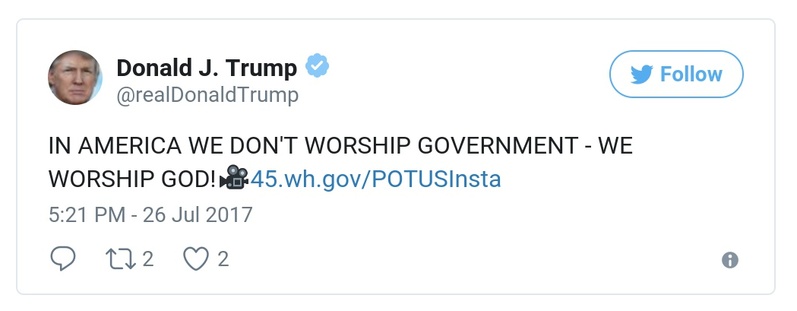 Donald J. Trump
Follow
@realDonaldTrump
IN AMERICA WE DON'T WORSHIP GOVERNMENT - WE
WORSHIP GOD!🎥45.wh.gov/POTUSInsta
5:21 PM - 26 Jul 2017
2 2